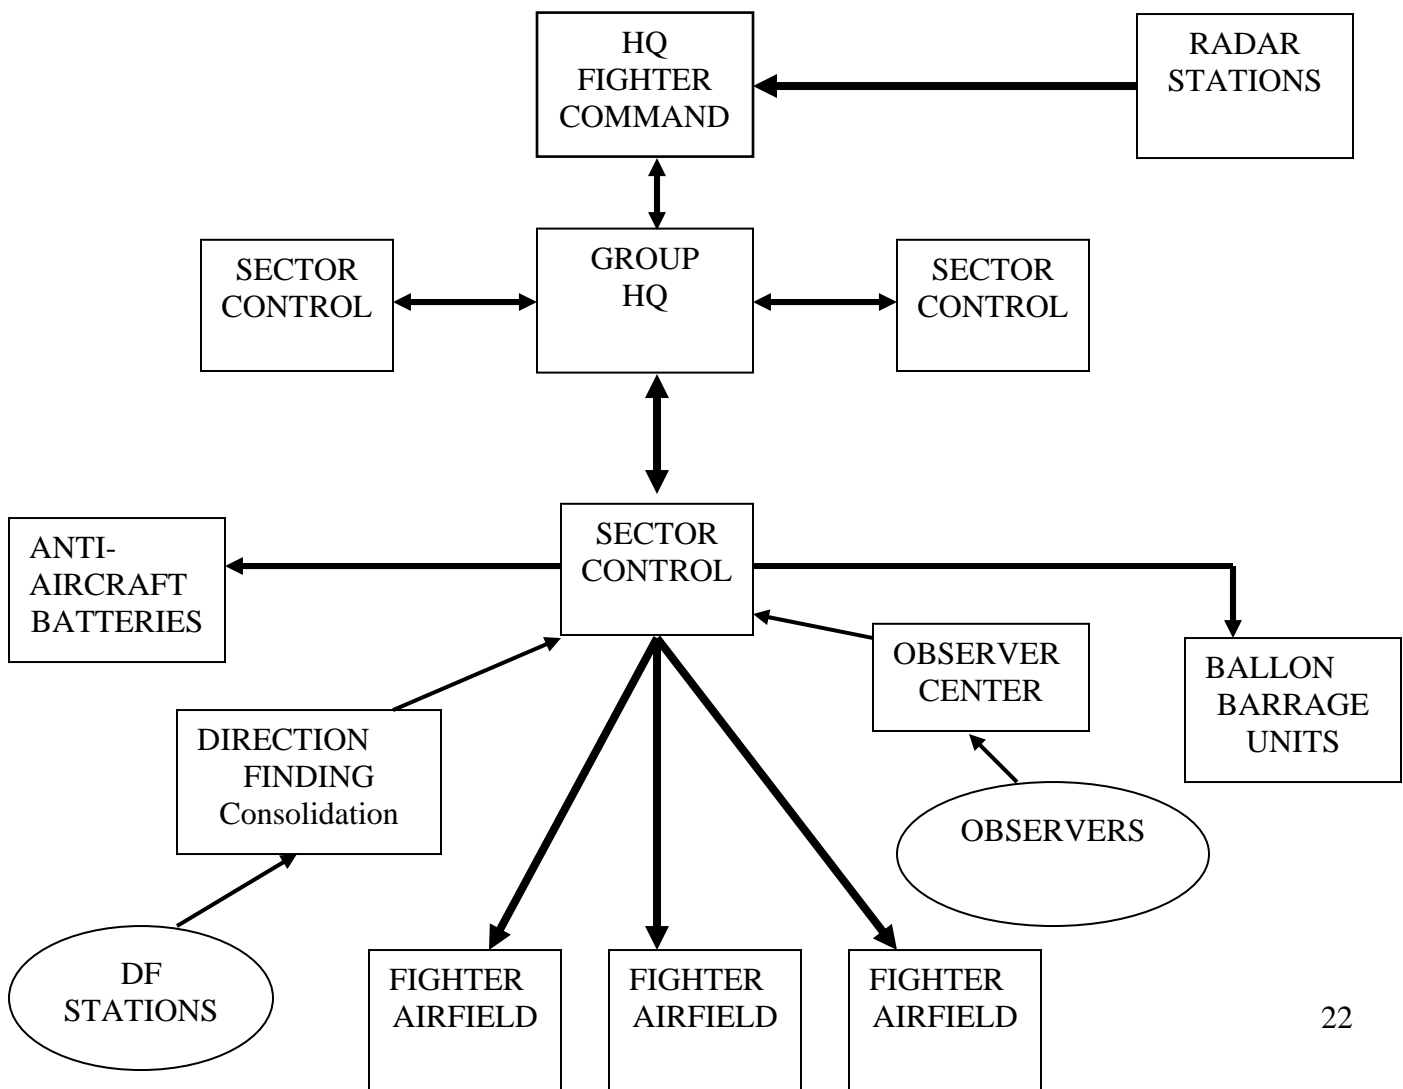 HQ
FIGHTER
COMMAND
RADAR
STATIONS
SECTOR
CONTROL
GROUP
HQ
SECTOR
CONTROL
ANTI-
AIRCRAFT
BATTERIES
SECTOR
CONTROL
OBSERVER
CENTER
BALLON
BARRAGE
UNITS
DIRECTION
FINDING
Consolidation
OBSERVERS
DF
STATIONS
FIGHTER
AIRFIELD
FIGHTER
AIRFIELD
FIGHTER
AIRFIELD
22